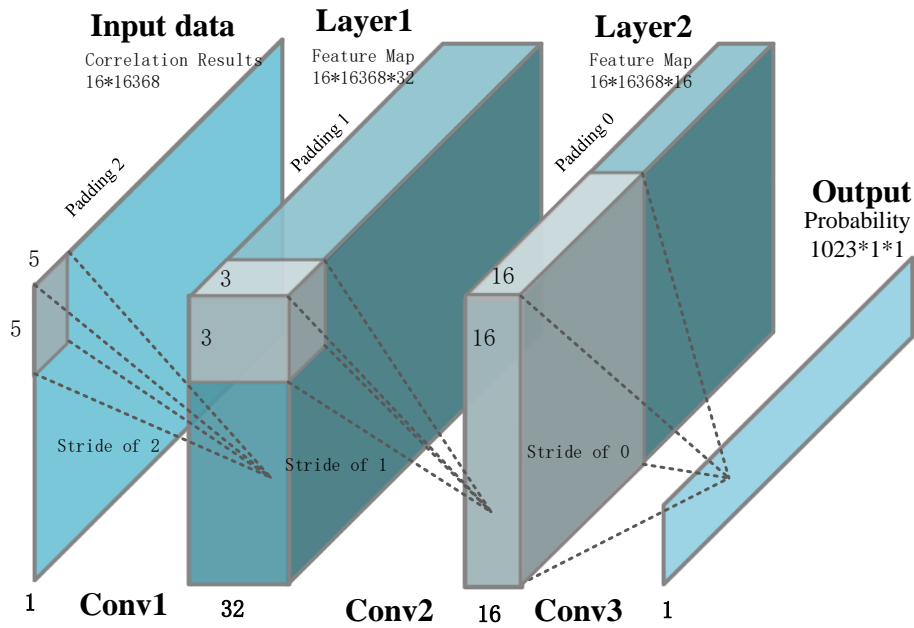 Input data
Correlation Results
16*16368
Layer1
Feature Map
16*16368*32
Layer2
Feature Map
16*16368*16
Output
Probability
1023*1*1
Padding 2
Padding 1
Padding 0
5
5
3
3
16
16
Stride of 2
Stride of 1
Stride of 0
1
Conv1
32
Conv2
16
Conv3
1